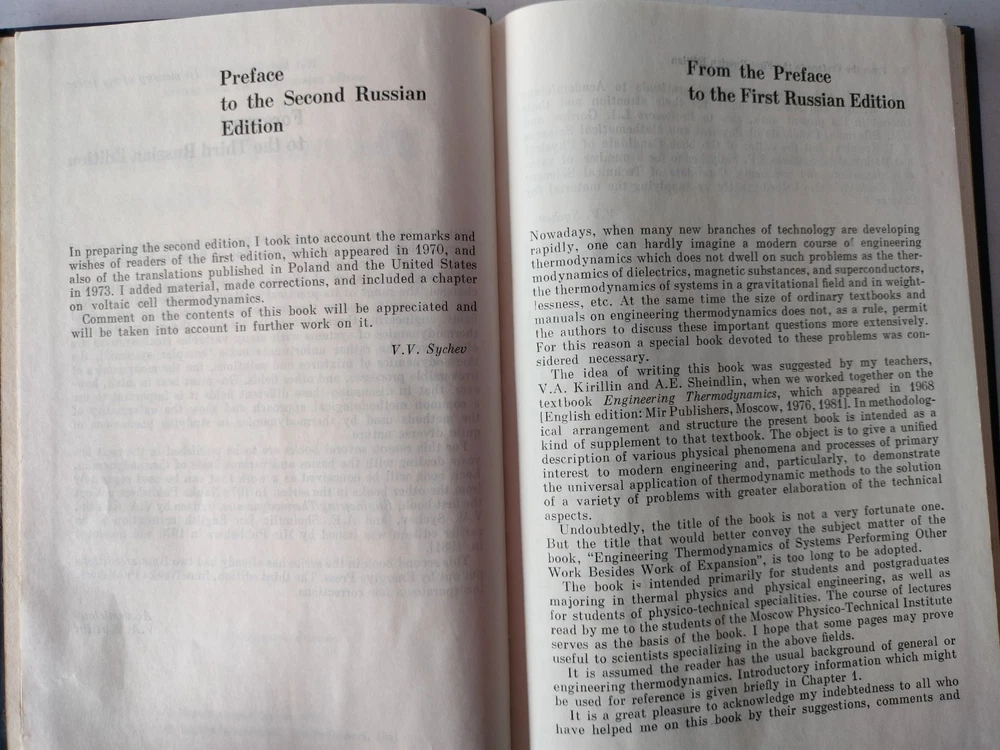 Preface
to the Second Russian
Edition
In preparing the second edition, I took into account the remarks and
wishes of readers of the first edition, which appeared in 1970, and
also of the translations published in Poland and the United States
in 1973. I added material, made corrections, and included a chapter
on voltaic cell thermodynamics.
Comment on the contents of this book will be appreciated and
will be taken into account in further work on it.
V.V. Sychev
From the Preface
to the First Russian Edition
Nowadays, when many new branches of technology are developing
rapidly, one can hardly imagine a modern course of engineering
thermodynamics which does not dwell on such problems as the ther-
modynamics of dielectrics, magnetic substances, and superconductors,
the thermodynamics of systems in a gravitational field and in weight-
lessness, etc. At the same time the size of ordinary textbooks and
manuals on engineering thermodynamics does not, as a rule, permit
the authors to discuss these important questions more extensively.
For this reason a special book devoted to these problems was con-
sidered necessary.
The idea of writing this book was suggested by my teachers,
V.A. Kirillin and A.E. Sheindlin, when we worked together on the
textbook Engineering Thermodynamics, which appeared in 1968
[English edition: Mir Publishers, Moscow, 1976, 1981]. In methodolog-
ical arrangement and structure the present book is intended as a
kind of supplement to that textbook. The object is to give a unified
description of various physical phenomena and processes of primary
interest to modern engineering and, particularly, to demonstrate
the universal application of thermodynamic methods to the solution
of a variety of problems with greater elaboration of the technical
aspects.
Undoubtedly, the title of the book is not a very fortunate one.
But the title that would better convey the subject matter of the
book, "Engineering Thermodynamics of Systems Performing Other
Work Besides Work of Expansion", is too long to be adopted.
The book is intended primarily for students and postgraduates
majoring in thermal physics and physical engineering, as well as
for students of physico-technical specialities. The course of lectures
read by me to the students of the Moscow Physico-Technical Institute
serves as the basis of the book. I hope that some pages may prove
useful to scientists specializing in the above fields.
It is assumed the reader has the usual background of general or
engineering thermodynamics. Introductory information which might
be used for reference is given briefly in Chapter 1.
It is a great pleasure to acknowledge my indebtedness to all who
have helped me on this book by their suggestions, comments and